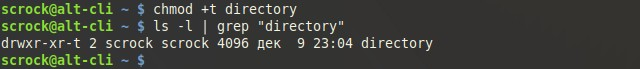 scrock@alt-cli ~ $ chmod +t directory
scrock@alt-cli ~ $ ls -l | grep "directory"
drwxr-xr-t 2 scrock scrock 4096 дек  9 23:04 directory
scrock@alt-cli ~ $